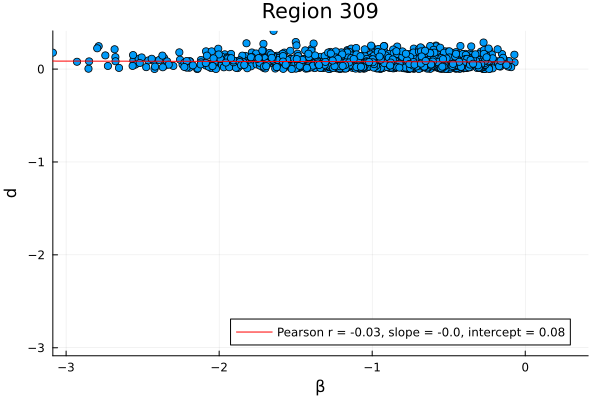 Region 309
0
−1
−2
−3
d
Pearson r = -0.03, slope = -0.0, intercept = 0.08
−3
−2
−1
0
β